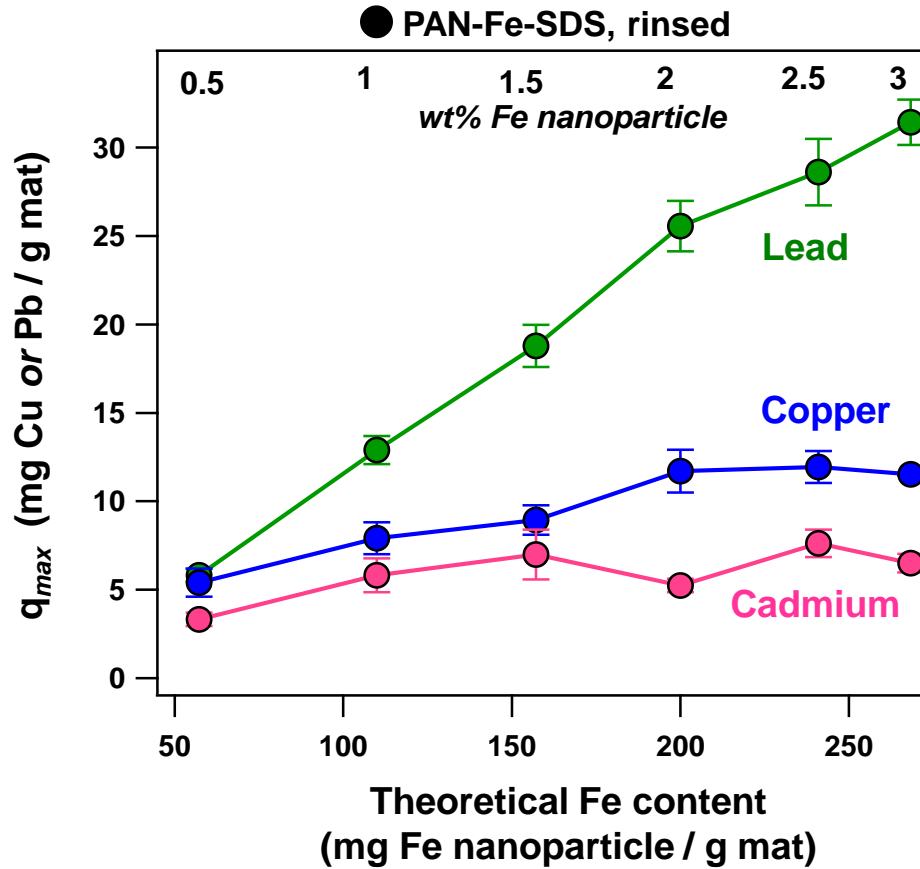 PAN-Fe-SDS, rinsed
0.5 1 1.5 2 2.5 3
wt% Fe nanoparticle
30
25
20
15
10
5
0
qmax (mg Cu or Pb / g mat)
Lead
Copper
Cadmium
50 100 150 200 250
Theoretical Fe content
(mg Fe nanoparticle / g mat)